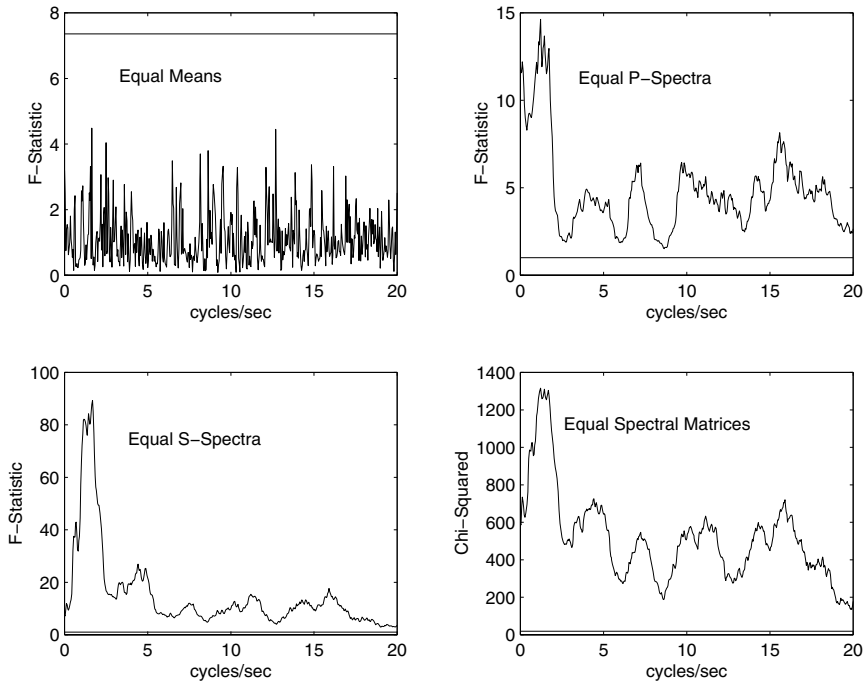 8
6
4
2
0
F−Statistic
Equal Means
0 5 10 15 20
cycles/sec
15
10
5
0
F−Statistic
Equal P−Spectra
0 5 10 15 20
cycles/sec
100
80
60
40
20
0
F−Statistic
Equal S−Spectra
0 5 10 15 20
cycles/sec
1400
1200
1000
800
600
400
200
0
Chi−Squared
Equal Spectral Matrices
0 5 10 15 20
cycles/sec